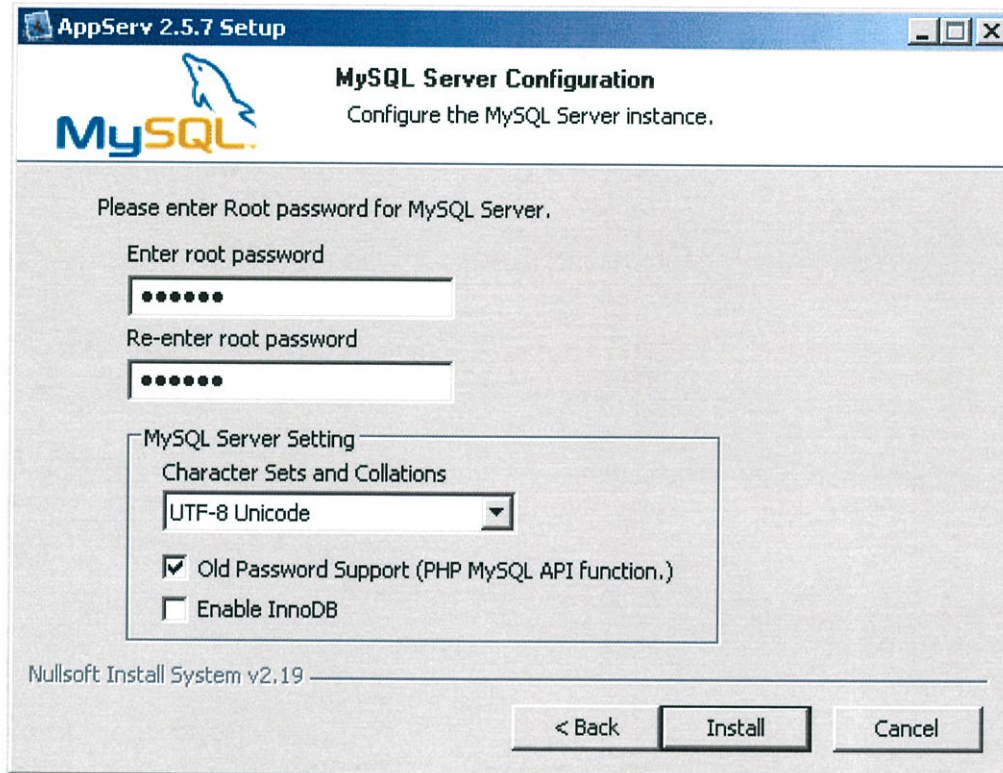 AppServ 2.5.7 Setup
MySQL
MySQL Server Configuration
Configure the MySQL Server instance.
Please enter Root password for MySQL Server.
Enter root password
●●●●●●
Re-enter root password
●●●●●●
MySQL Server Setting
Character Sets and Collations
UTF-8 Unicode
Old Password Support (PHP MySQL API function.)
Enable InnoDB
Nullsoft Install System v2.19
< Back Install Cancel